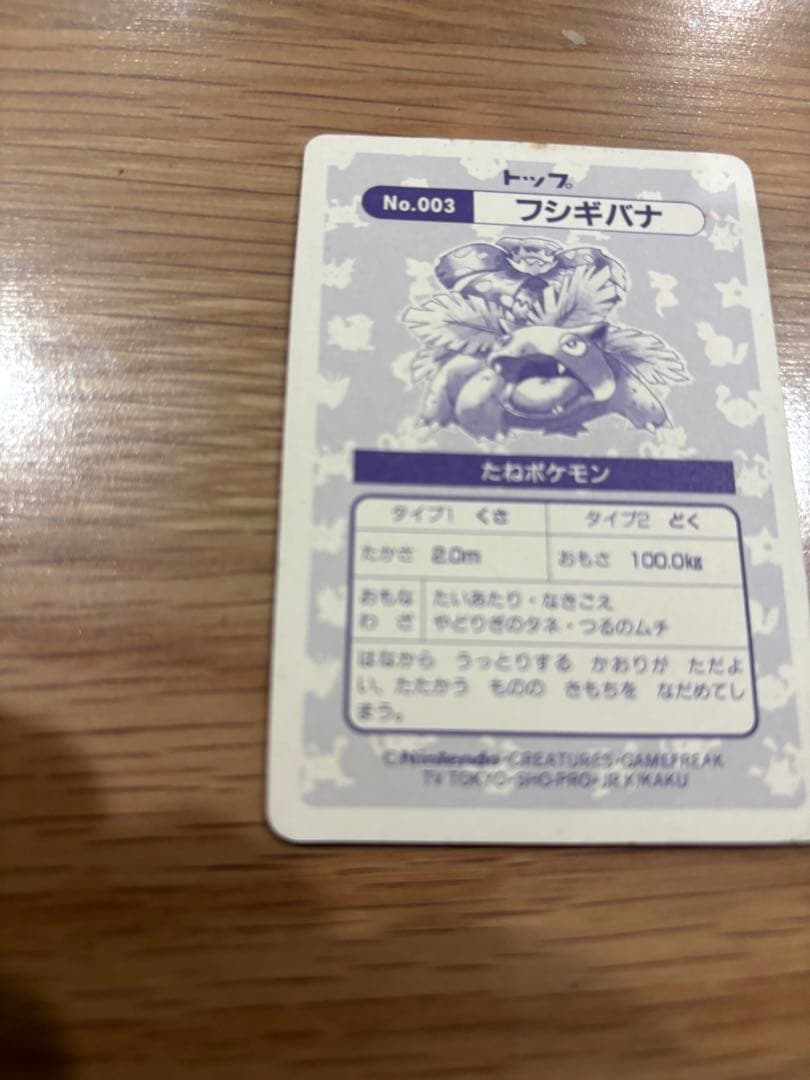 トップ。
No.003 フシギバナ
たねポケモン
タイプ1 くさ タイプ2 どく
たかさ 2.0m おもさ 100.0kg
おもな たいあたり・なきごえ
わ ざ やどりぎのタネ・つるのムチ
はなから うっとりする かおりが ただよ
い、たたかう ものの きもちを なだめてし
まう。
©Nintendo・CREATURES・GAMEFREAK
TV TOKYO・SHO-PRO・JR KIKAKU